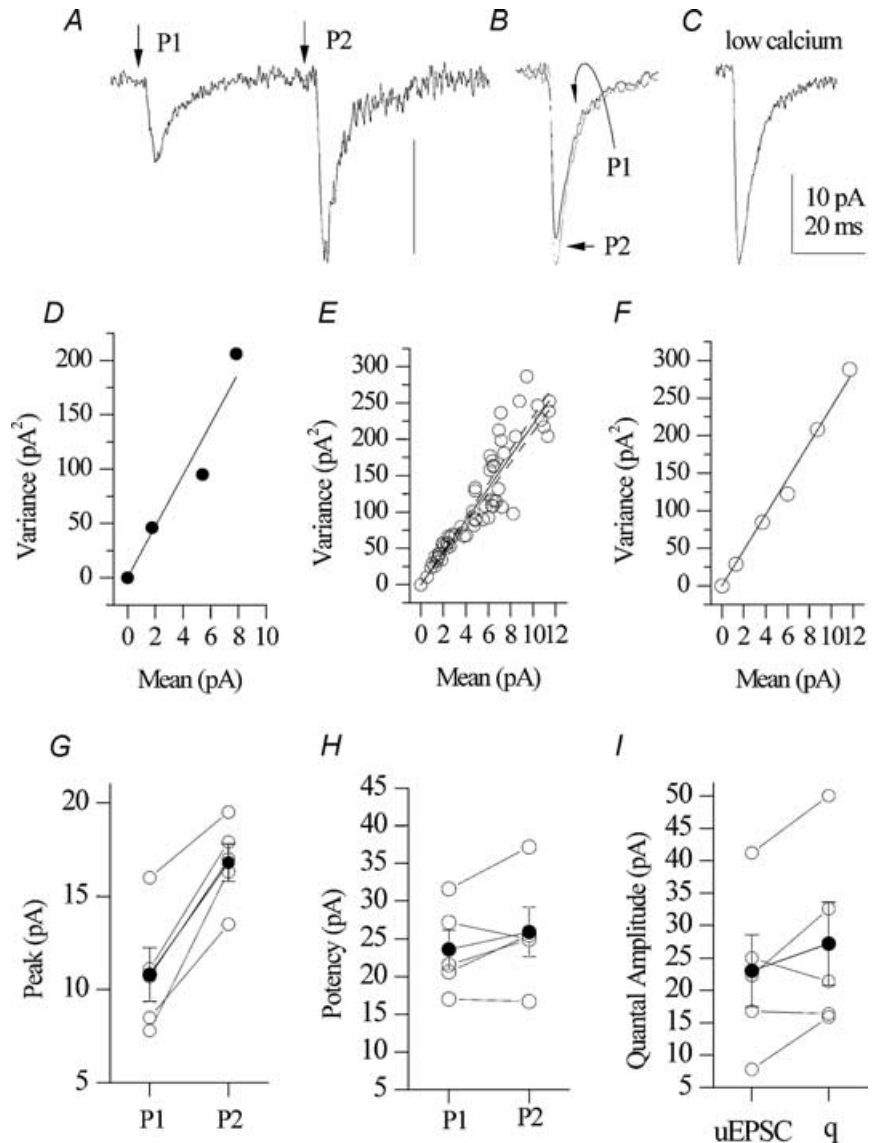 A
P1
P2
B
P1
P2
C
low calcium
10 pA
20 ms
D
Variance (pA²)
200
150
100
50
0
0 2 4 6 8 10
Mean (pA)
E
Variance (pA²)
300
250
200
150
100
50
0
0 2 4 6 8 10 12
Mean (pA)
F
Variance (pA²)
300
250
200
150
100
50
0
0 2 4 6 8 10 12
Mean (pA)
G
Peak (pA)
20
15
10
5
P1 P2
H
Potency (pA)
45
40
35
30
25
20
15
10
5
P1 P2
I
Quantal Amplitude (pA)
50
45
40
35
30
25
20
15
10
5
uEPSC q